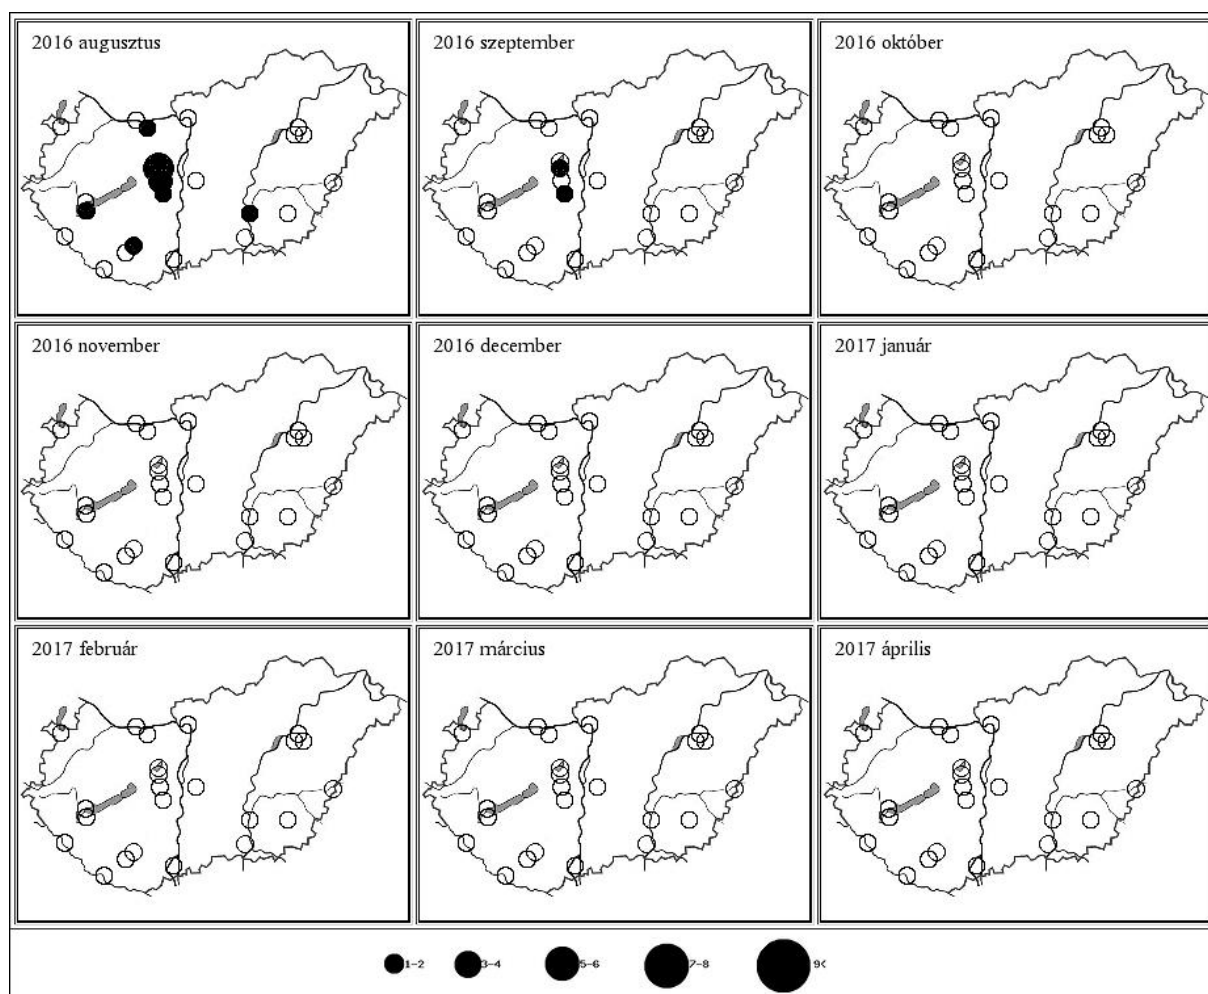 2016 augusztus
2016 szeptember
2016 október
2016 november
2016 december
2017 január
2017 február
2017 március
2017 április
1-2 3-4 5-6 7-8 9<